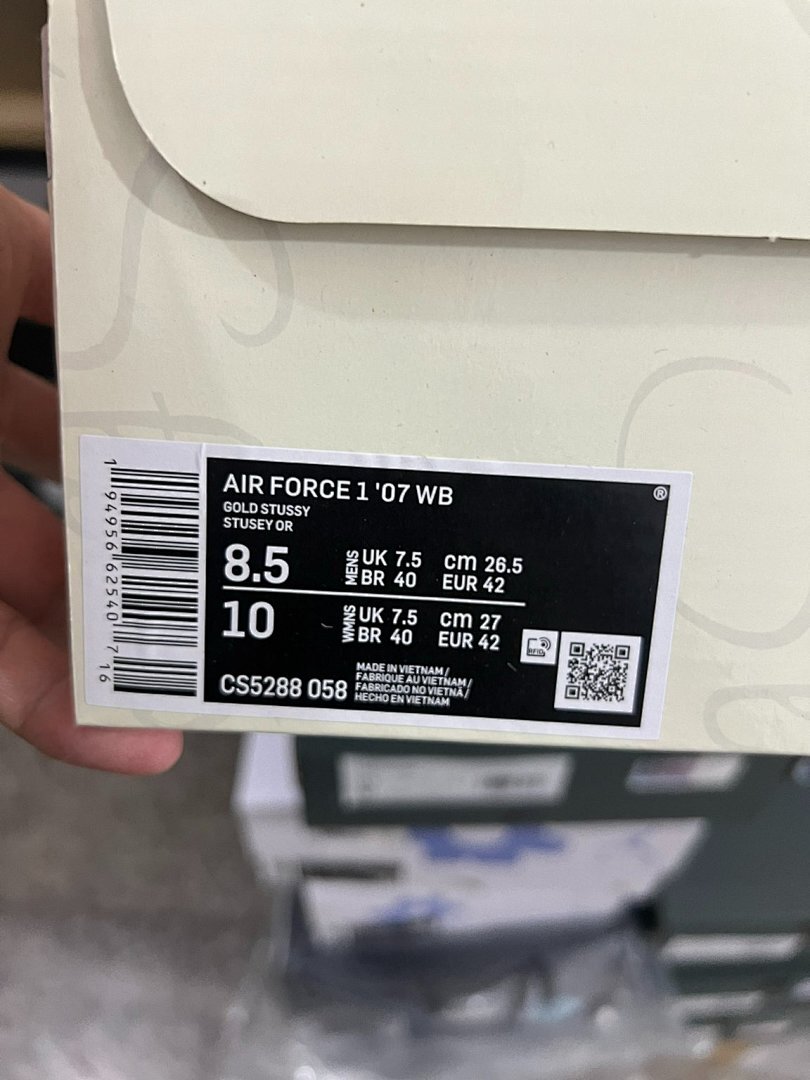 AIR FORCE 1 '07 WB
GOLD STUSSY
STUSEY OR
8.5 MENS UK 7.5 cm 26.5
BR 40 EUR 42
10 WMNS UK 7.5 cm 27
BR 40 EUR 42
RFID
CS5288 058
MADE IN VIETNAM /
FABRIQUE AU VIETNAM /
FABRICADO NO VIETNÃ /
HECHO EN VIETNAM
®
1 94956 62540 7 16